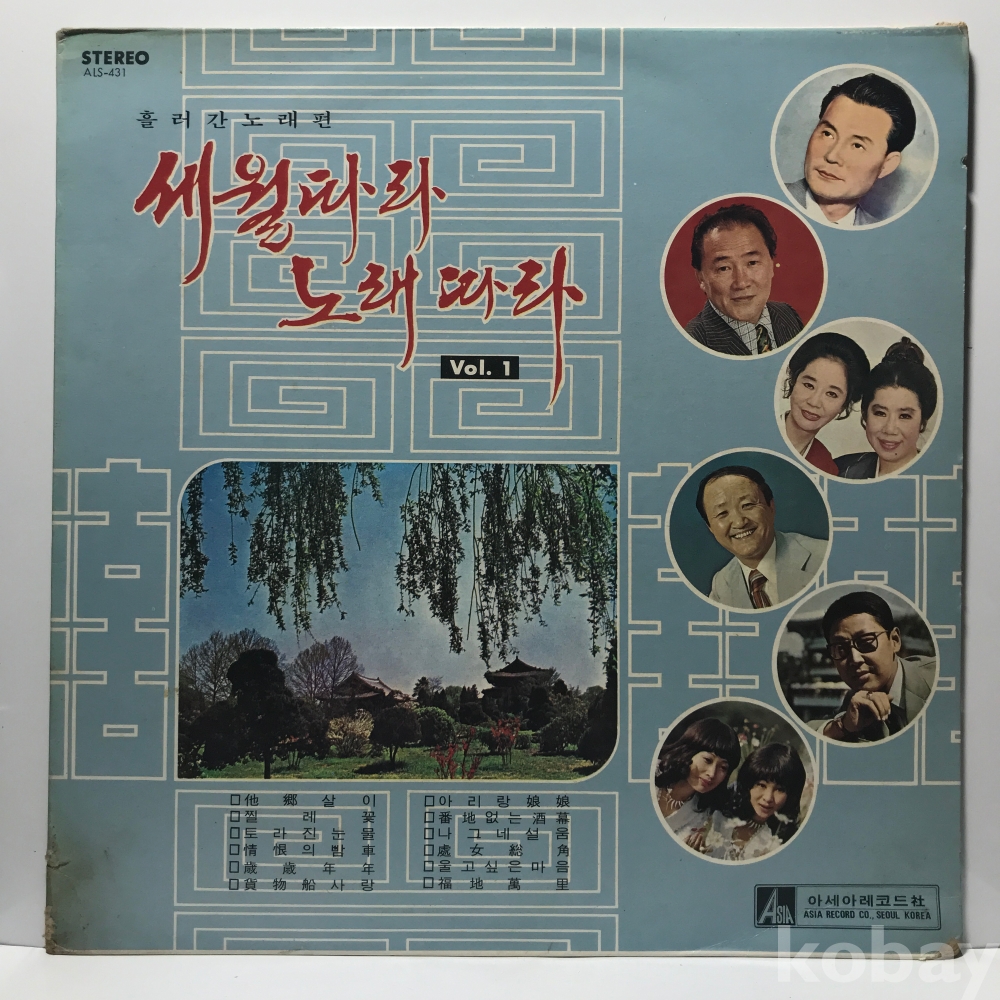 STEREO
ALS-431
흘러간노래편
세월따라
노래따라
Vol. 1
□他鄕살이
□찔레꽃
□토라진눈물
□情恨의밤車
□歲歲年年
□貨物船사랑
□아리랑娘娘
□番地없는酒幕
□나그네설움
□處女総角
□울고싶은마음
□福地萬里
ASIA
아세아레코드社
ASIA RECORD CO., SEOUL KOREA
kobay